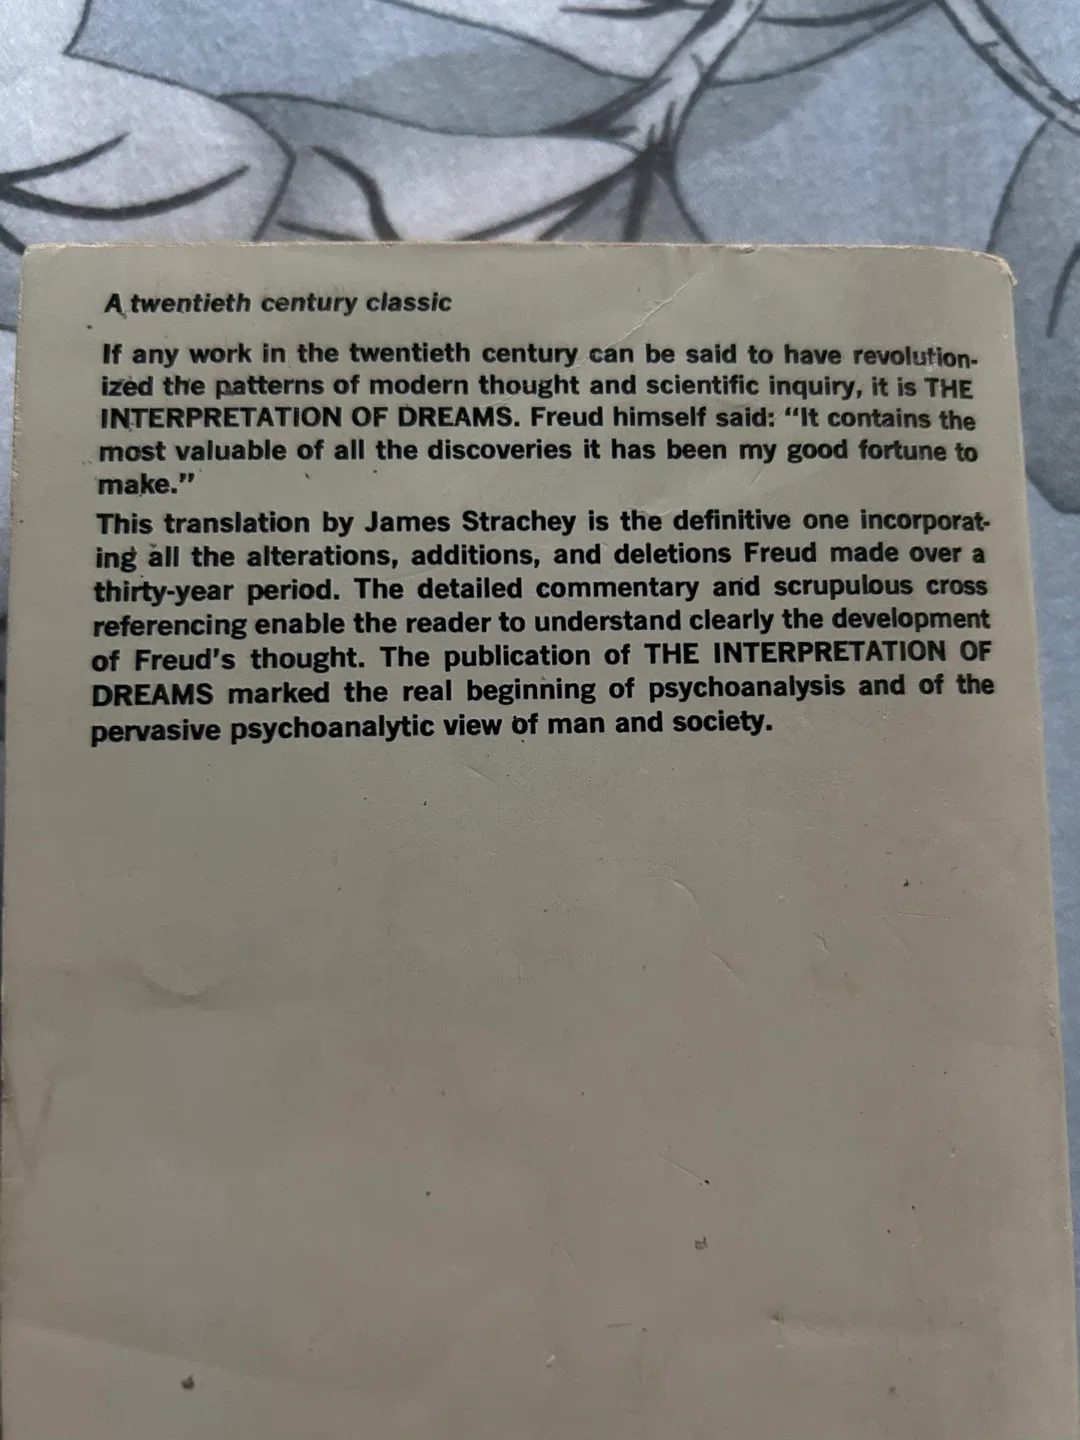 A twentieth century classic
If any work in the twentieth century can be said to have revolution-
ized the patterns of modern thought and scientific inquiry, it is THE
INTERPRETATION OF DREAMS. Freud himself said: “It contains the
most valuable of all the discoveries it has been my good fortune to
make.”
This translation by James Strachey is the definitive one incorporat-
ing all the alterations, additions, and deletions Freud made over a
thirty-year period. The detailed commentary and scrupulous cross
referencing enable the reader to understand clearly the development
of Freud's thought. The publication of THE INTERPRETATION OF
DREAMS marked the real beginning of psychoanalysis and of the
pervasive psychoanalytic view of man and society.